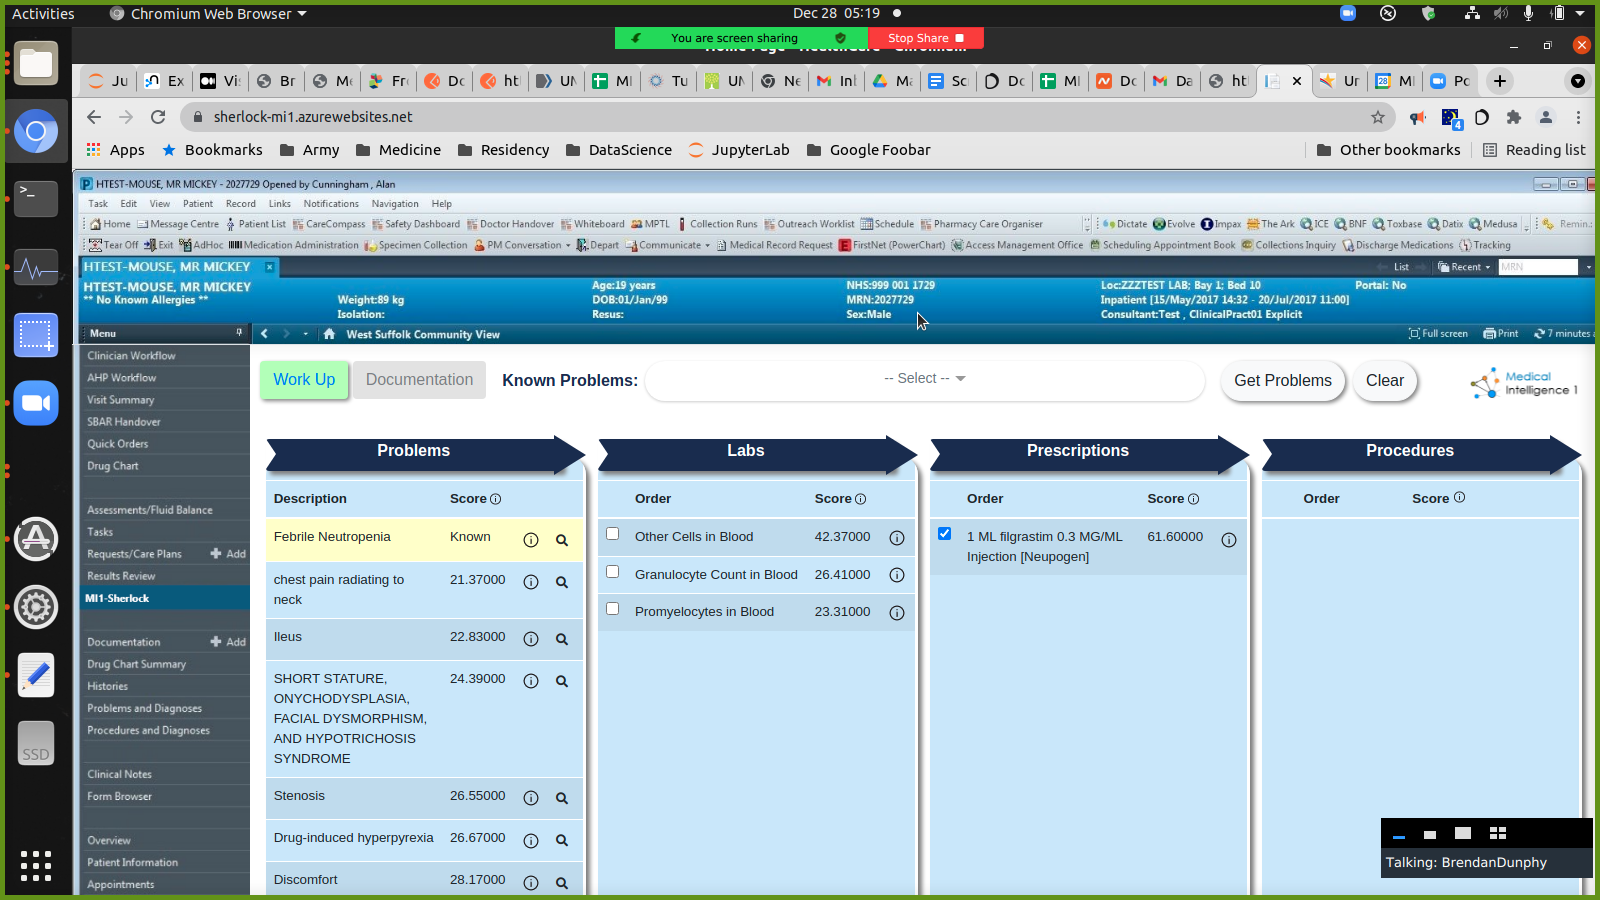 Activities
Chromium Web Browser
Dec 28 05:19
You are screen sharing
Stop Share
Ju
Ex
Vi
Br
Me
Fr
Dc
ht
UN
MI
Tu
UN
Ne
Int
Ma
Sc
Dc
MI
Dc
Da
ht
Ur
MI
Pc
sherlock-mi1.azurewebsites.net
4
Apps
Bookmarks
Army
Medicine
Residency
DataScience
JupyterLab
Google Foobar
Other bookmarks
Reading list
HTEST-MOUSE, MR MICKEY - 2027729 Opened by Cunningham , Alan
Task Edit View Patient Record Links Notifications Navigation Help
Home Message Centre Patient List CareCompass Safety Dashboard Doctor Handover Whiteboard MPTL Collection Runs Outreach Worklist Schedule Pharmacy Care Organiser Dictate Evolve Impax The Ark ICE BNF Toxbase Datix Medusa Remin.:
Tear Off Exit AdHoc Medication Administration Specimen Collection PM Conversation Depart Communicate Medical Record Request FirstNet (PowerChart) Access Management Office Scheduling Appointment Book Collections Inquiry Discharge Medications Tracking
HTEST-MOUSE, MR MICKEY
List
Recent
MRN
HTEST-MOUSE, MR MICKEY
Age:19 years
NHS:999 001 1729
Loc:ZZZTEST LAB; Bay 1; Bed 10
Portal: No
** No Known Allergies **
Weight:89 kg
DOB:01/Jan/99
MRN:2027729
Inpatient [15/May/2017 14:32 - 20/Jul/2017 11:00]
Isolation:
Resus:
Sex:Male
Consultant:Test , ClinicalPract01 Explicit
Menu
West Suffolk Community View
Full screen
Print
7 minutes
Clinician Workflow
AHP Workflow
Visit Summary
SBAR Handover
Quick Orders
Drug Chart
Assessments/Fluid Balance
Tasks
Requests/Care Plans + Add
Results Review
MI1-Sherlock
Documentation + Add
Drug Chart Summary
Histories
Problems and Diagnoses
Procedures and Diagnoses
Clinical Notes
Form Browser
Overview
Patient Information
Appointments
Work Up
Documentation
Known Problems:
-- Select --
Get Problems
Clear
Medical
Intelligence 1
Problems
Description Score
Febrile Neutropenia Known
chest pain radiating to 21.37000
neck
Ileus 22.83000
SHORT STATURE, 24.39000
ONYCHODYSPLASIA,
FACIAL DYSMORPHISM,
AND HYPOTRICHOSIS
SYNDROME
Stenosis 26.55000
Drug-induced hyperpyrexia 26.67000
Discomfort 28.17000
Labs
Order Score
Other Cells in Blood 42.37000
Granulocyte Count in Blood 26.41000
Promyelocytes in Blood 23.31000
Prescriptions
Order Score
1 ML filgrastim 0.3 MG/ML 61.60000
Injection [Neupogen]
Procedures
Order Score
Talking: BrendanDunphy
SSD